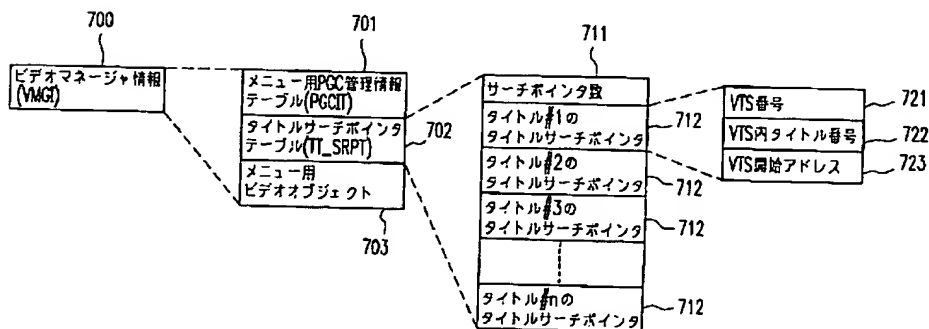 700
ビデオマネージャ情報
(VMGI)
701
メニュー用PGC管理情報
テーブル(PGCIT)
タイトルサーチポインタ
テーブル(TT_SRPT)
702
メニュー用
ビデオオブジェクト
703
711
サーチポインタ数
タイトル#1の
タイトルサーチポインタ
712
タイトル#2の
タイトルサーチポインタ
712
タイトル#3の
タイトルサーチポインタ
712
タイトル#nの
タイトルサーチポインタ
712
VTS番号
721
VTS内タイトル番号
722
VTS開始アドレス
723